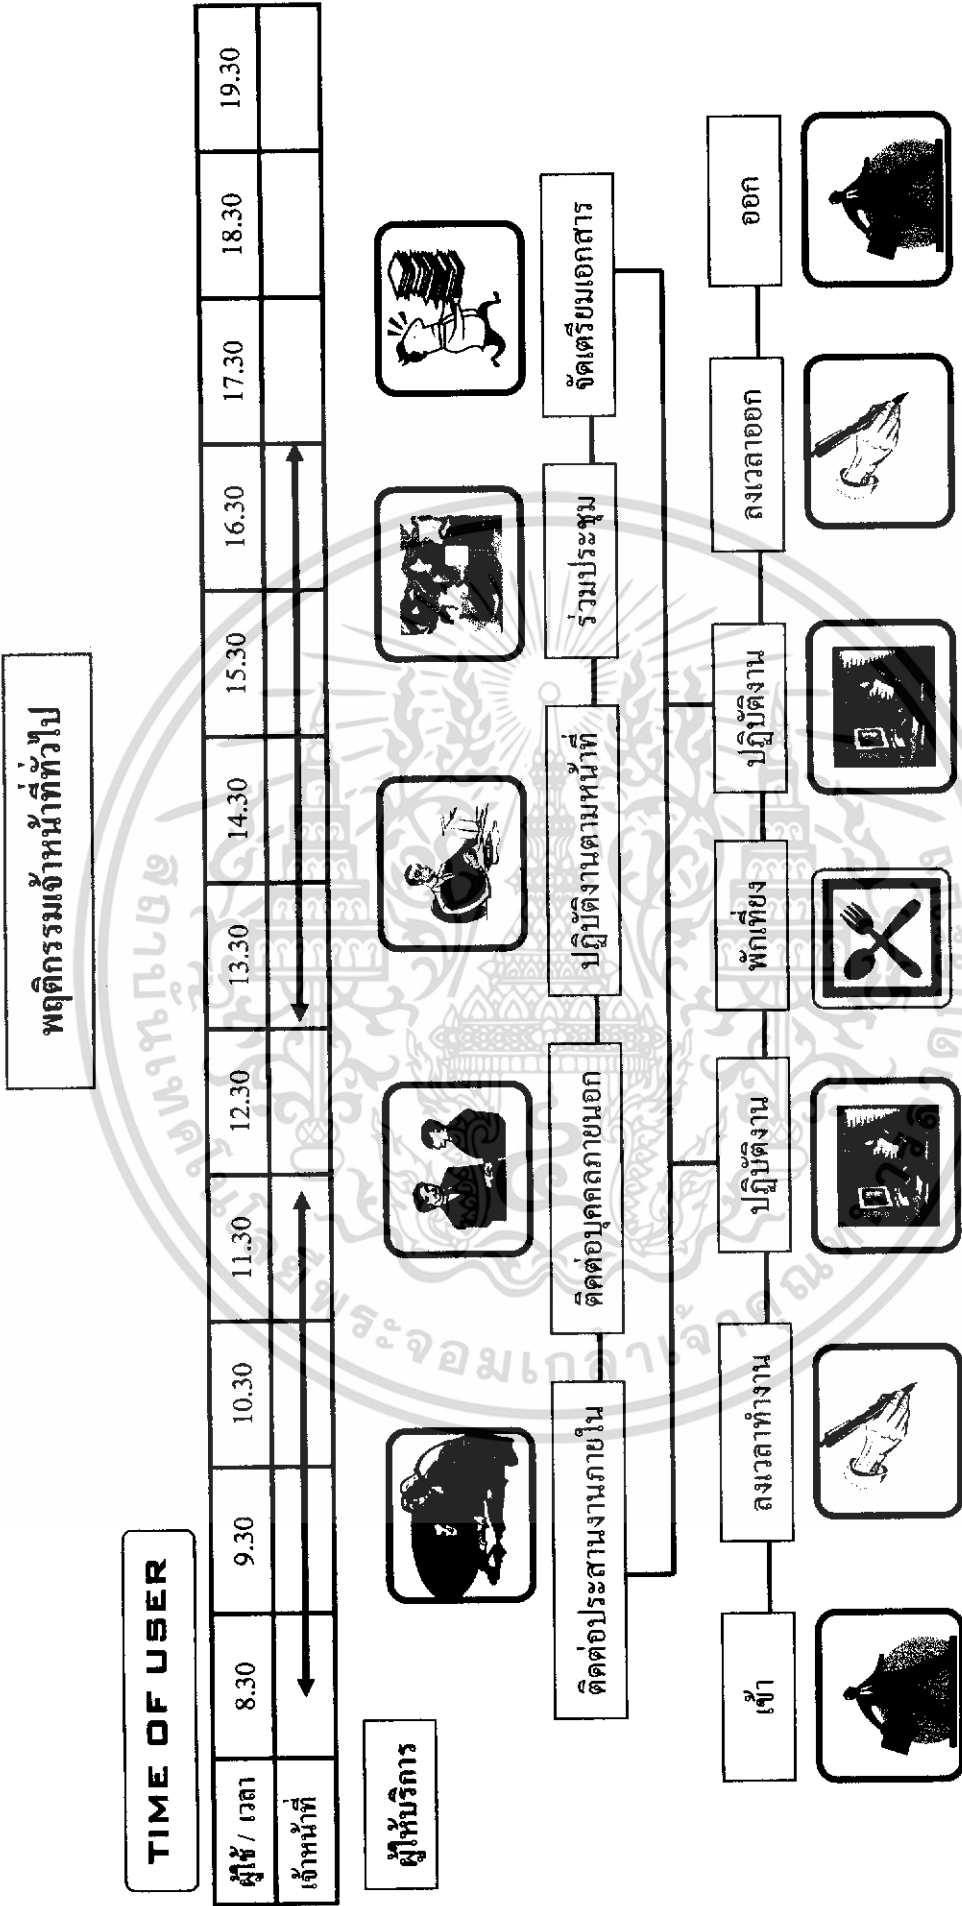 พฤติกรรมเจ้าหน้าที่ทั่วไป
TIME OF USER
ผู้ใช้ / เวลา 8.30 9.30 10.30 11.30 12.30 13.30 14.30 15.30 16.30 17.30 18.30 19.30
เจ้าหน้าที่
ผู้ให้บริการ
ติดต่อประสานงานภายใน ติดต่อบุคคลภายนอก ปฏิบัติงานตามหน้าที่ ร่วมประชุม จัดเตรียมเอกสาร
เข้า ลงเวลาทำงาน ปฏิบัติงาน พักเที่ยง ปฏิบัติงาน ลงเวลาออก ออก